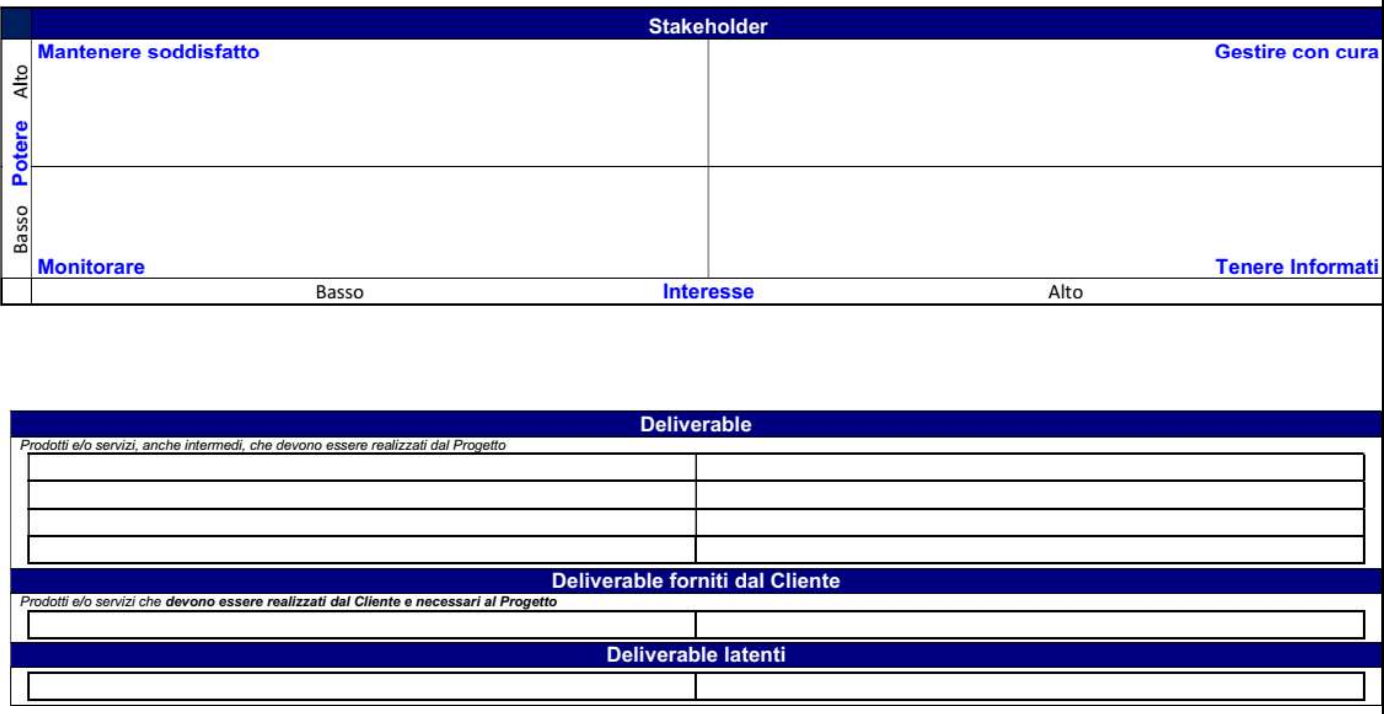 Stakeholder
Mantenere soddisfatto
Gestire con cura
Alto
Potere
Basso
Monitorare
Tenere Informati
Basso
Interesse
Alto
Deliverable
Prodotti e/o servizi, anche intermedi, che devono essere realizzati dal Progetto
Deliverable forniti dal Cliente
Prodotti e/o servizi che devono essere realizzati dal Cliente e necessari al Progetto
Deliverable latenti